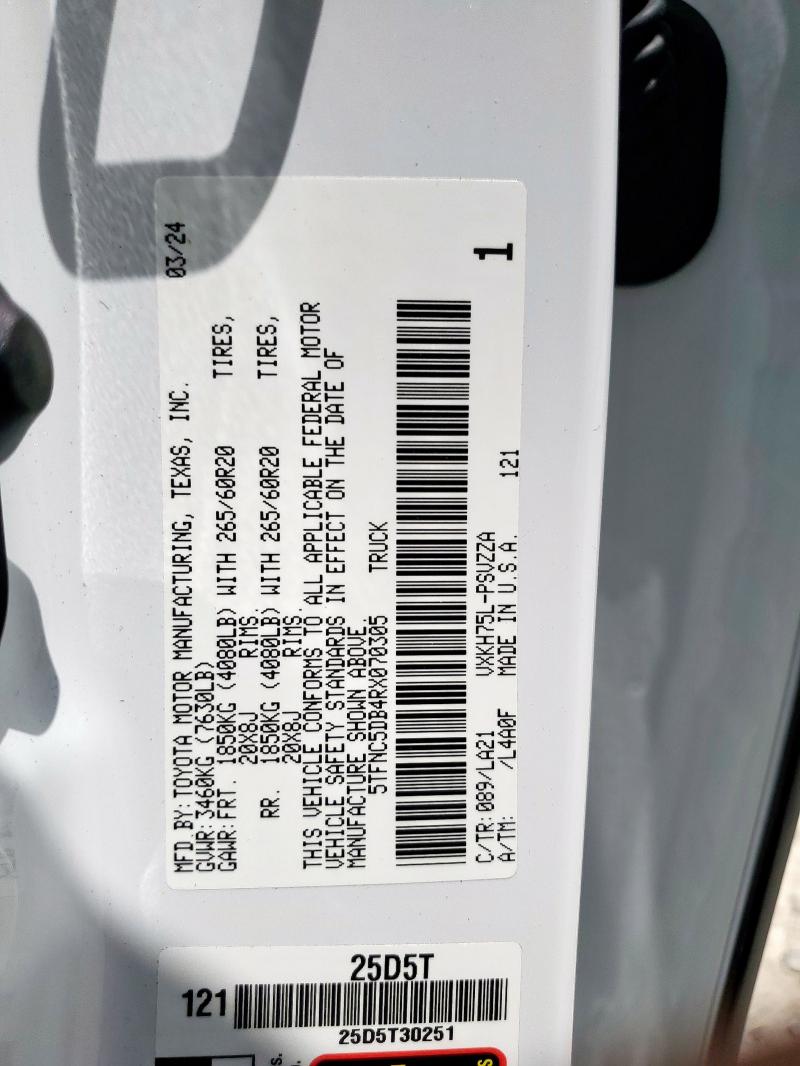 MFD.BY:TOYOTA MOTOR MANUFACTURING, TEXAS, INC. 03/24
GVWR:3460KG (7630LB)
GAWR:FRT. 1850KG (4080LB) WITH 265/60R20 TIRES,
20X8J RIMS.
RR. 1850KG (4080LB) WITH 265/60R20 TIRES,
20X8J RIMS.
THIS VEHICLE CONFORMS TO ALL APPLICABLE FEDERAL MOTOR
VEHICLE SAFETY STANDARDS IN EFFECT ON THE DATE OF
MANUFACTURE SHOWN ABOVE.
5TFNC5DB4RX070305 TRUCK
C/TR:089/LA21 VXKH75L-PSVZZA
A/TM: /L4A0F MADE IN U.S.A. 121
1
25D5T
121
25D5T30251